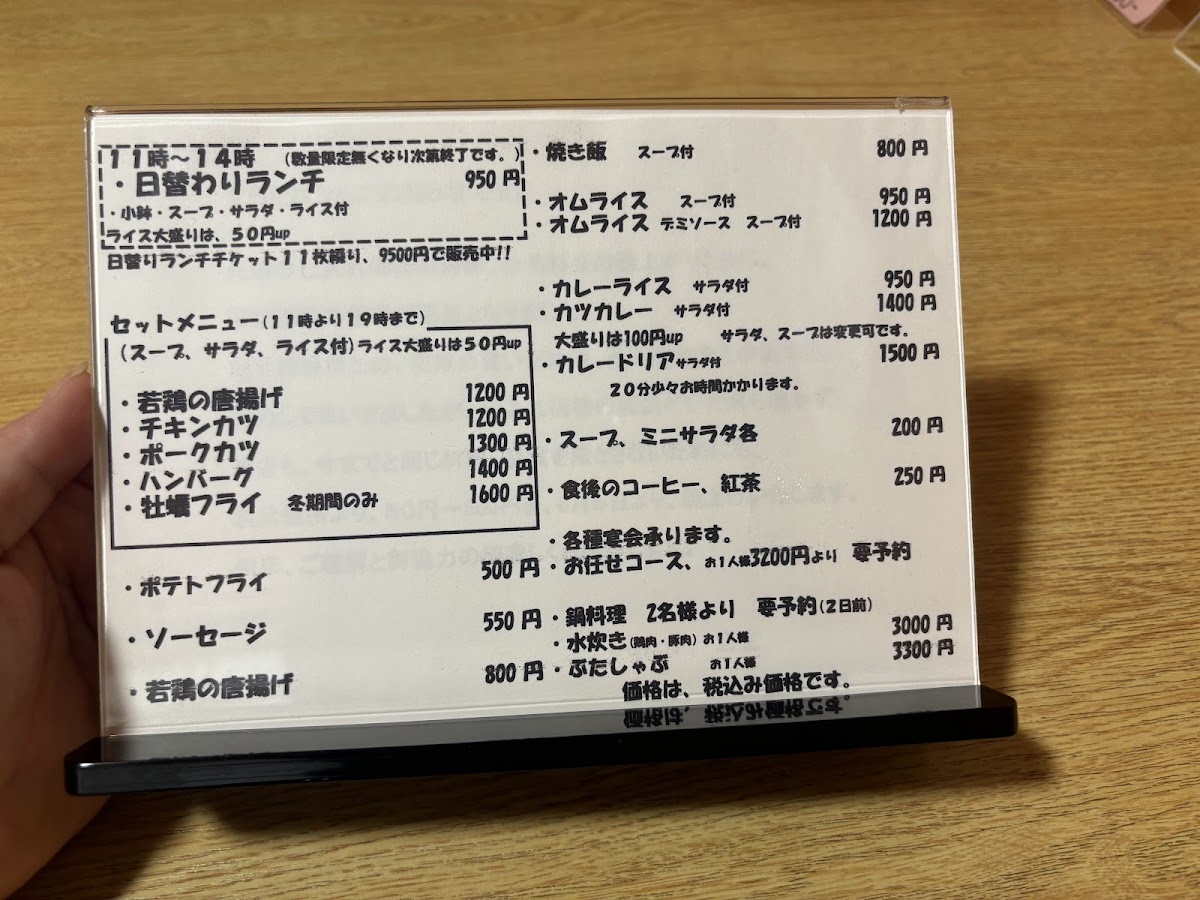 11時～14時　(数量限定無くなり次第終了です。)
・日替わりランチ　950円
・小鉢・スープ・サラダ・ライス付
ライス大盛りは、50円up
日替りランチチケット11枚綴り、9500円で販売中!!
セットメニュー(11時より19時まで)
(スープ、サラダ、ライス付)ライス大盛りは50円up
・若鶏の唐揚げ　1200円
・チキンカツ　1200円
・ポークカツ　1300円
・ハンバーグ　1400円
・牡蠣フライ　冬期間のみ　1600円
・ポテトフライ　500円
・ソーセージ　550円
・若鶏の唐揚げ　800円
・焼き飯　スープ付　800円
・オムライス　スープ付　950円
・オムライス　デミソース　スープ付　1200円
・カレーライス　サラダ付　950円
・カツカレー　サラダ付　1400円
大盛りは100円up　サラダ、スープは変更可です。
・カレードリアサラダ付　1500円
20分少々お時間かかります。
・スープ、ミニサラダ各　200円
・食後のコーヒー、紅茶　250円
・各種宴会承ります。
・お任せコース、お1人様3200円より　要予約
・鍋料理　2名様より　要予約(2日前)
・水炊き(鶏肉・豚肉)お1人様　3000円
・ぶたしゃぶ　お1人様　3300円
価格は、税込み価格です。